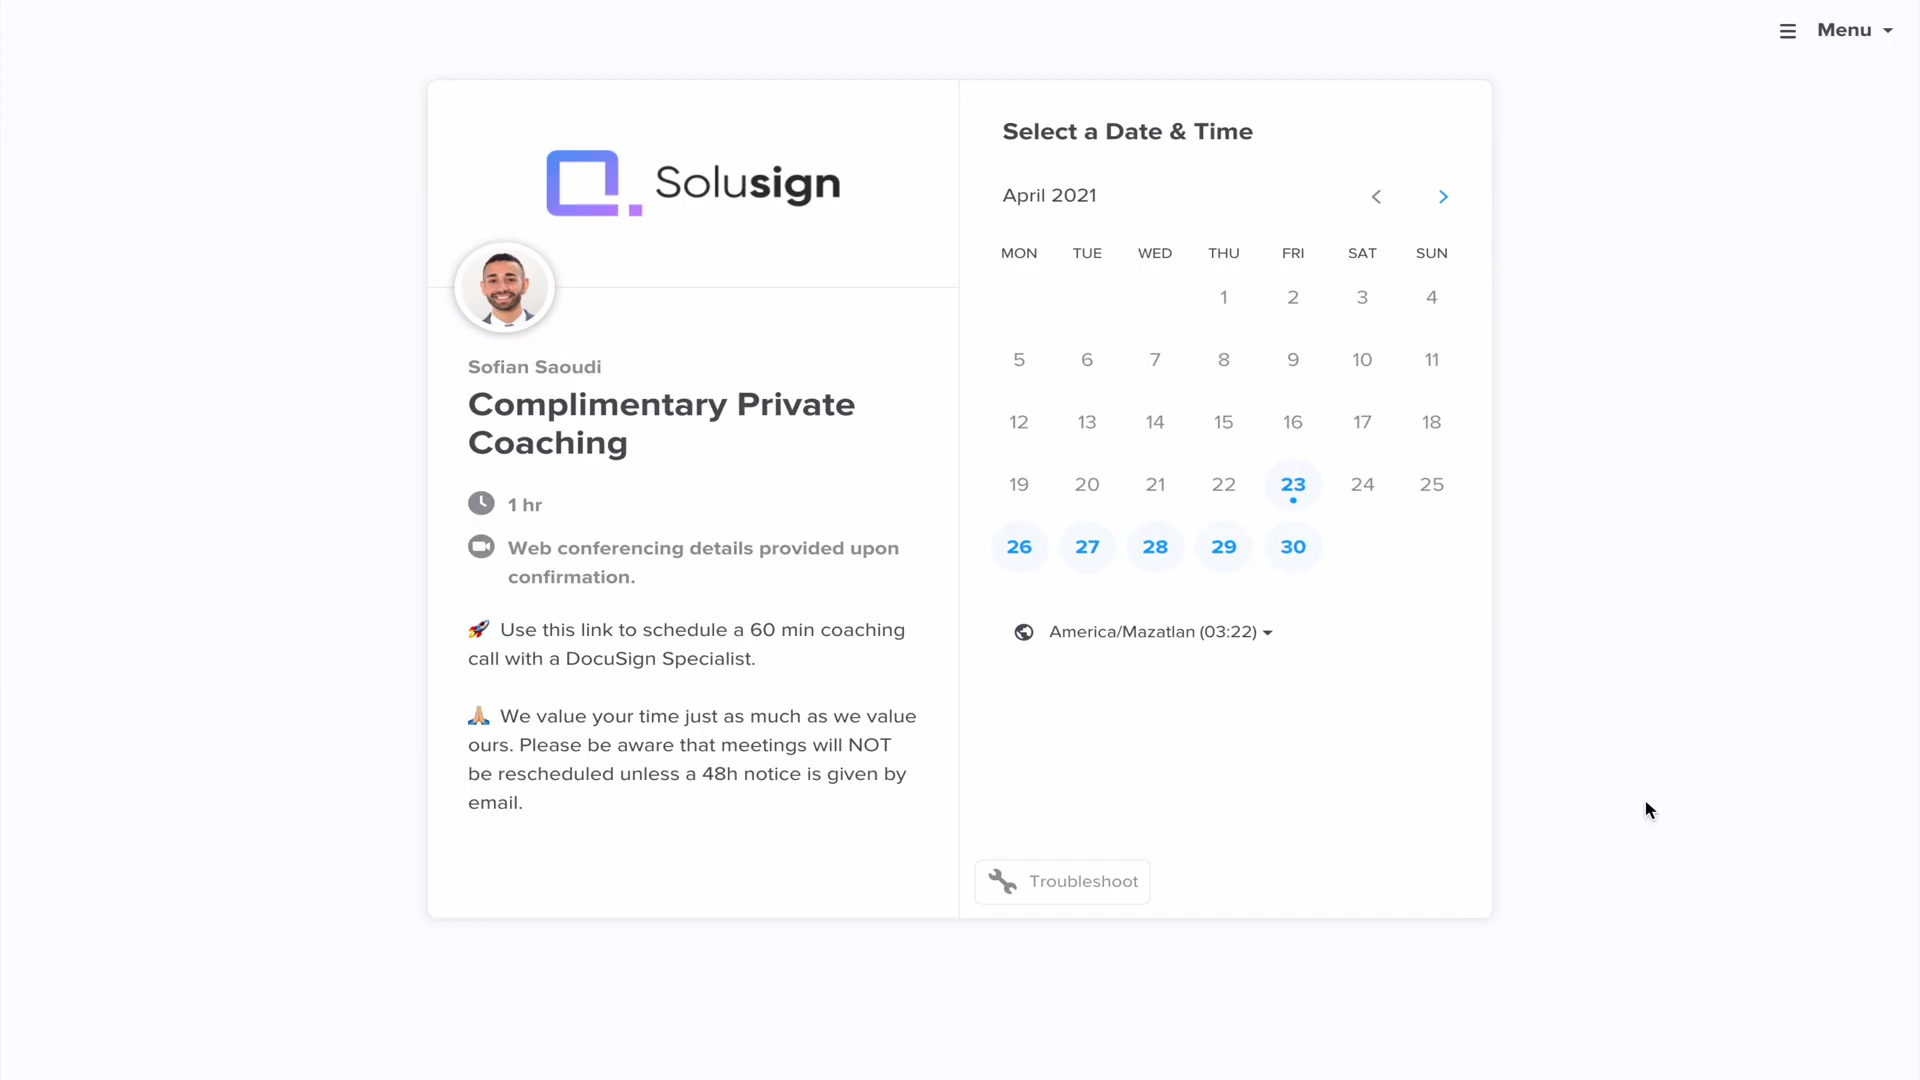 Menu
Solusign
Sofian Saoudi
Complimentary Private
Coaching
1 hr
Web conferencing details provided upon
confirmation.
🚀 Use this link to schedule a 60 min coaching
call with a DocuSign Specialist.
🙏🏼 We value your time just as much as we value
ours. Please be aware that meetings will NOT
be rescheduled unless a 48h notice is given by
email.
Select a Date & Time
April 2021
MON TUE WED THU FRI SAT SUN
1 2 3 4
5 6 7 8 9 10 11
12 13 14 15 16 17 18
19 20 21 22 23 24 25
26 27 28 29 30
America/Mazatlan (03:22)
Troubleshoot